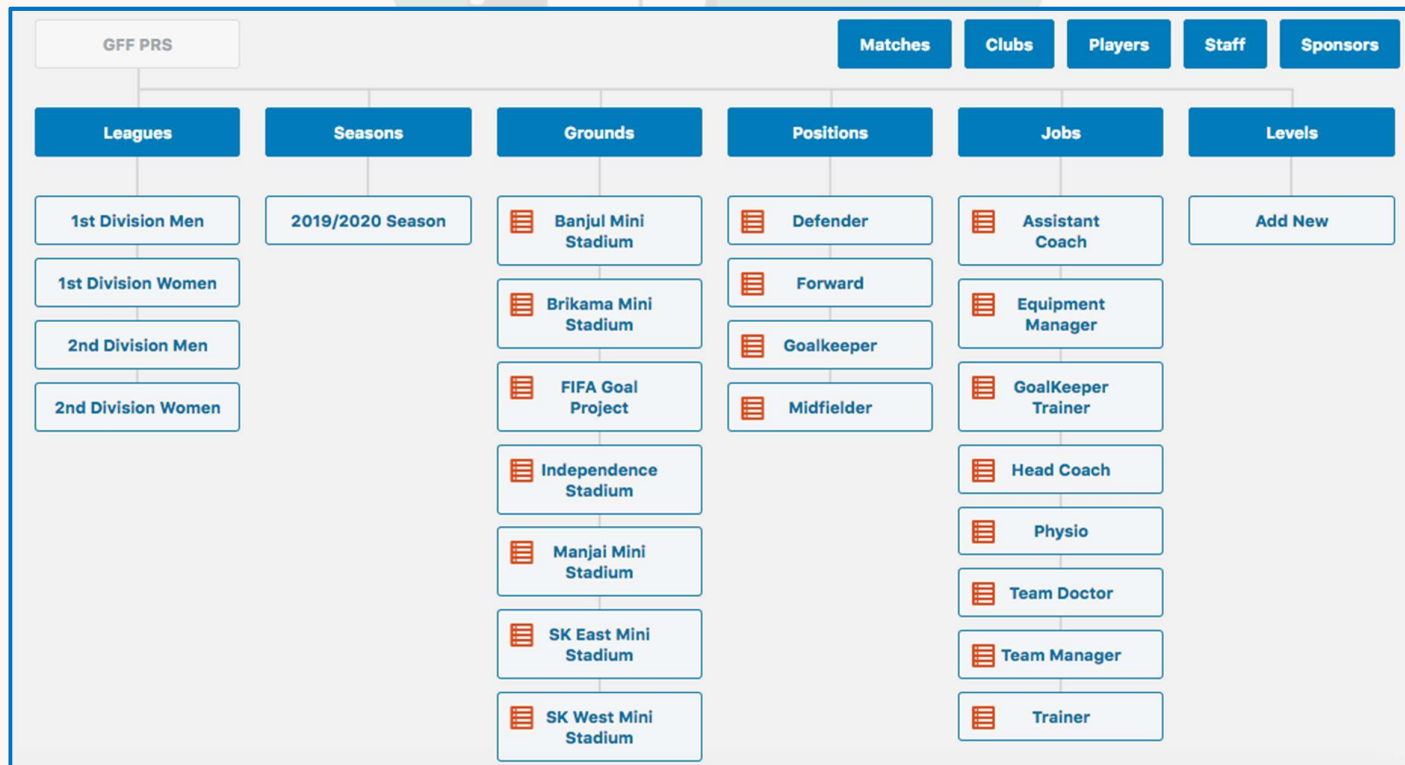 GFF PRS
Matches
Clubs
Players
Staff
Sponsors
Leagues
Seasons
Grounds
Positions
Jobs
Levels
1st Division Men
1st Division Women
2nd Division Men
2nd Division Women
2019/2020 Season
Banjul Mini
Stadium
Brikama Mini
Stadium
FIFA Goal
Project
Independence
Stadium
Manjai Mini
Stadium
SK East Mini
Stadium
SK West Mini
Stadium
Defender
Forward
Goalkeeper
Midfielder
Assistant
Coach
Equipment
Manager
GoalKeeper
Trainer
Head Coach
Physio
Team Doctor
Team Manager
Trainer
Add New